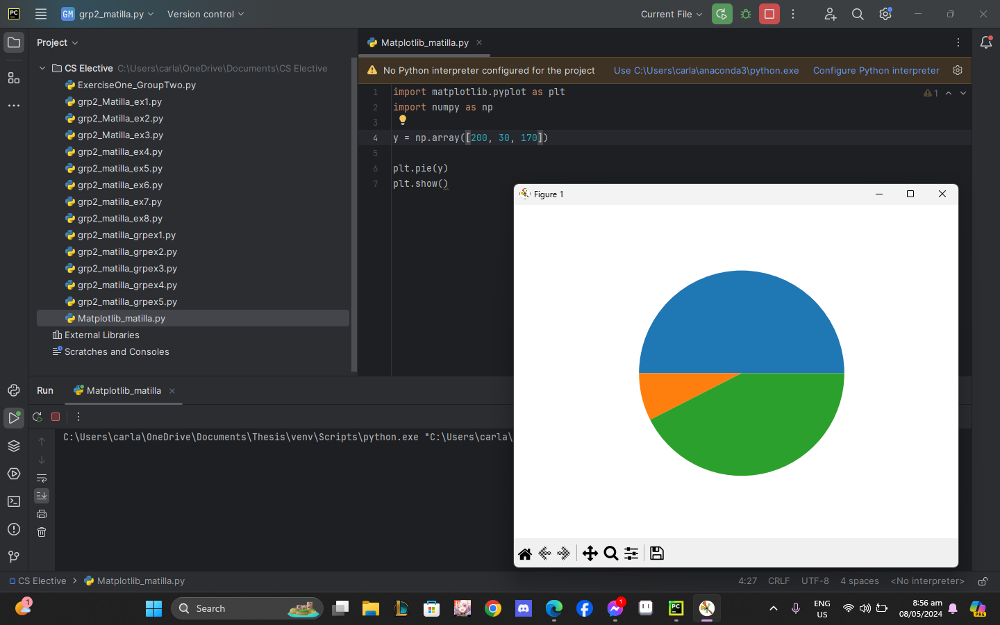 PC GM grp2_matilla.py Version control Current File
Project
Matplotlib_matilla.py
CS Elective C:\Users\carla\OneDrive\Documents\CS Elective
ExerciseOne_GroupTwo.py
grp2_Matilla_ex1.py
grp2_Matilla_ex2.py
grp2_Matilla_ex3.py
grp2_matilla_ex4.py
grp2_matilla_ex5.py
grp2_matilla_ex6.py
grp2_matilla_ex7.py
grp2_matilla_ex8.py
grp2_matilla_grpex1.py
grp2_matilla_grpex2.py
grp2_matilla_grpex3.py
grp2_matilla_grpex4.py
grp2_matilla_grpex5.py
Matplotlib_matilla.py
External Libraries
Scratches and Consoles
No Python interpreter configured for the project Use C:\Users\carla\anaconda3\python.exe Configure Python interpreter
1 import matplotlib.pyplot as plt
1
2 import numpy as np
3
4 y = np.array([200, 30, 170])
5
6 plt.pie(y)
7 plt.show()
Figure 1
Run Matplotlib_matilla
C:\Users\carla\OneDrive\Documents\Thesis\venv\Scripts\python.exe "C:\Users\carla\
CS Elective Matplotlib_matilla.py 4:27 CRLF UTF-8 4 spaces <No interpreter>
1 Search PC 1 ENG US 8:56 am 08/05/2024 PRE